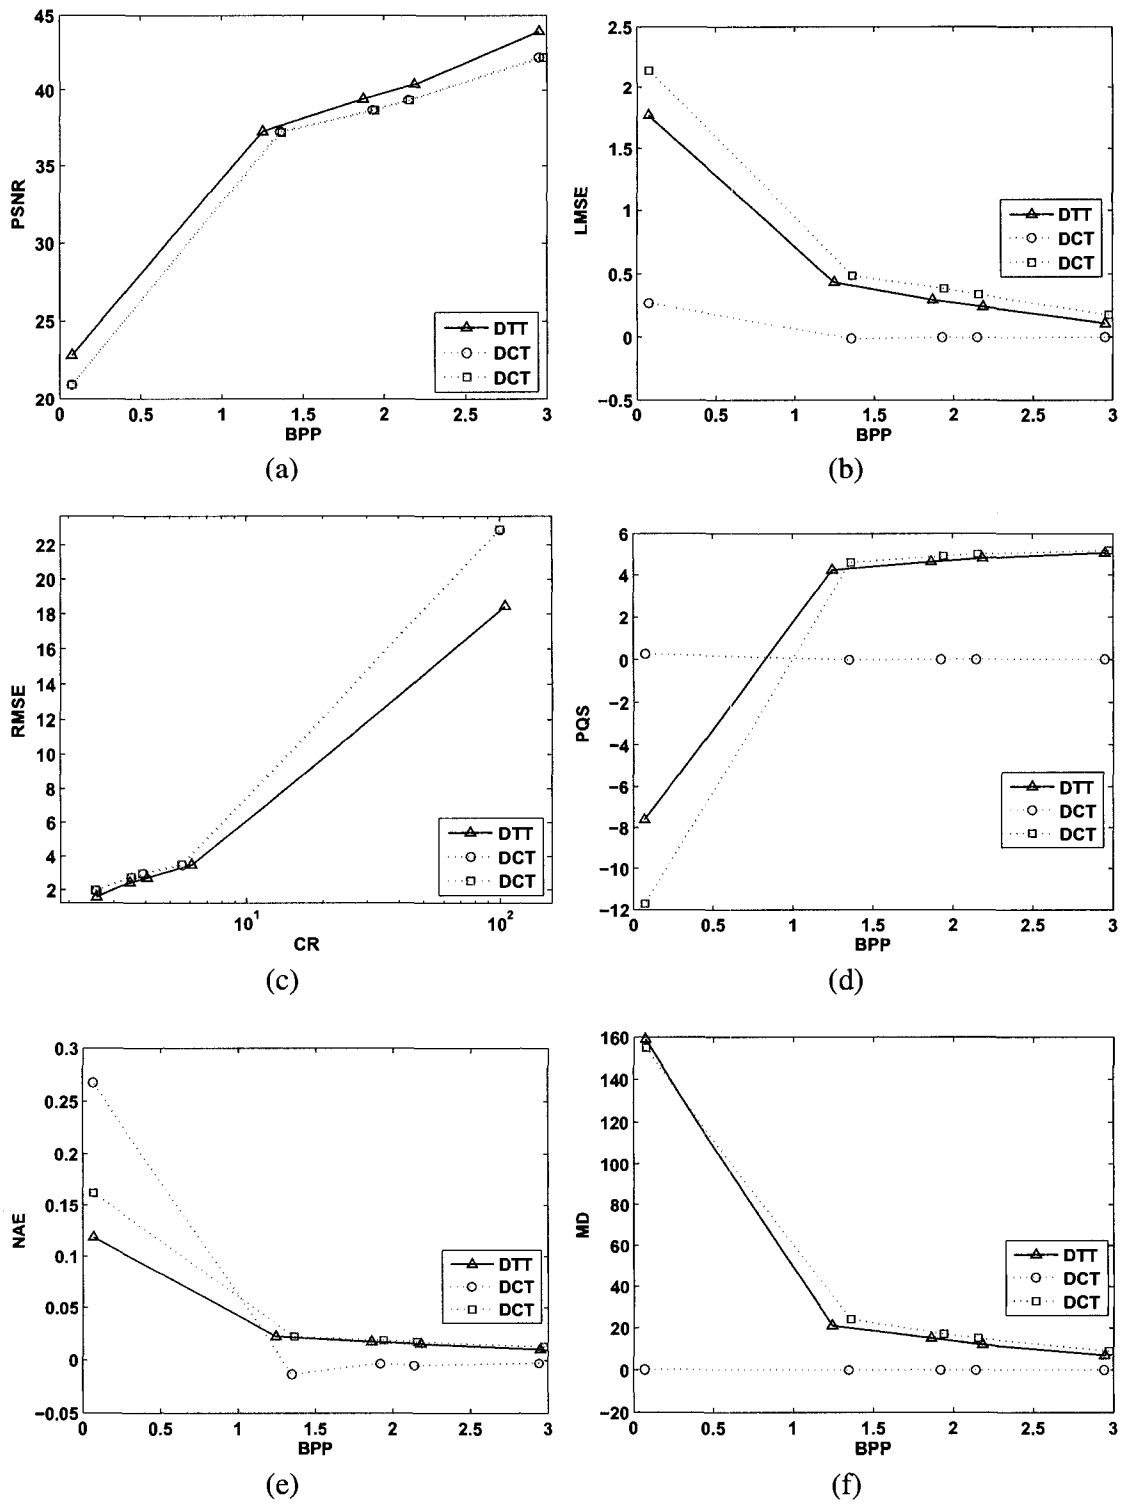 45
40
35
30
25
20
PSNR
0 0.5 1 1.5 2 2.5 3
BPP
DTT
DCT
DCT
(a)
2.5
2
1.5
1
0.5
0
−0.5
LMSE
0 0.5 1 1.5 2 2.5 3
BPP
DTT
DCT
DCT
(b)
22
20
18
16
14
12
10
8
6
4
2
RMSE
10^1 10^2
CR
DTT
DCT
DCT
(c)
6
4
2
0
−2
−4
−6
−8
−10
−12
PQS
0 0.5 1 1.5 2 2.5 3
BPP
DTT
DCT
DCT
(d)
0.3
0.25
0.2
0.15
0.1
0.05
0
−0.05
NAE
0 0.5 1 1.5 2 2.5 3
BPP
DTT
DCT
DCT
(e)
160
140
120
100
80
60
40
20
0
−20
MD
0 0.5 1 1.5 2 2.5 3
BPP
DTT
DCT
DCT
(f)